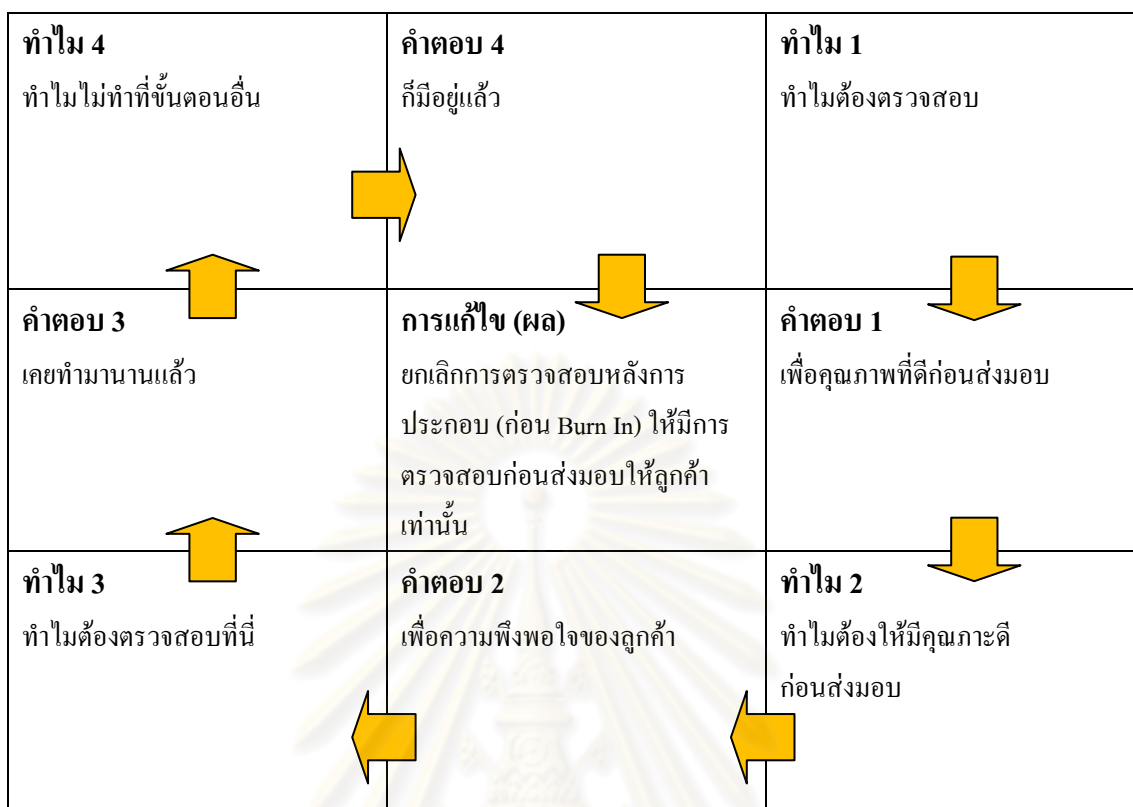 ทำไม 4
ทำไมไม่ทำที่ขั้นตอนอื่น
คำตอบ 4
ก็มีอยู่แล้ว
ทำไม 1
ทำไมต้องตรวจสอบ
คำตอบ 3
เคยทำมานานแล้ว
การแก้ไข (ผล)
ยกเลิกการตรวจสอบหลังการ
ประกอบ (ก่อน Burn In) ให้มีการ
ตรวจสอบก่อนส่งมอบให้ลูกค้า
เท่านั้น
คำตอบ 1
เพื่อคุณภาพที่ดีก่อนส่งมอบ
ทำไม 3
ทำไมต้องตรวจสอบที่นี่
คำตอบ 2
เพื่อความพึงพอใจของลูกค้า
ทำไม 2
ทำไมต้องให้มีคุณภาะดี
ก่อนส่งมอบ